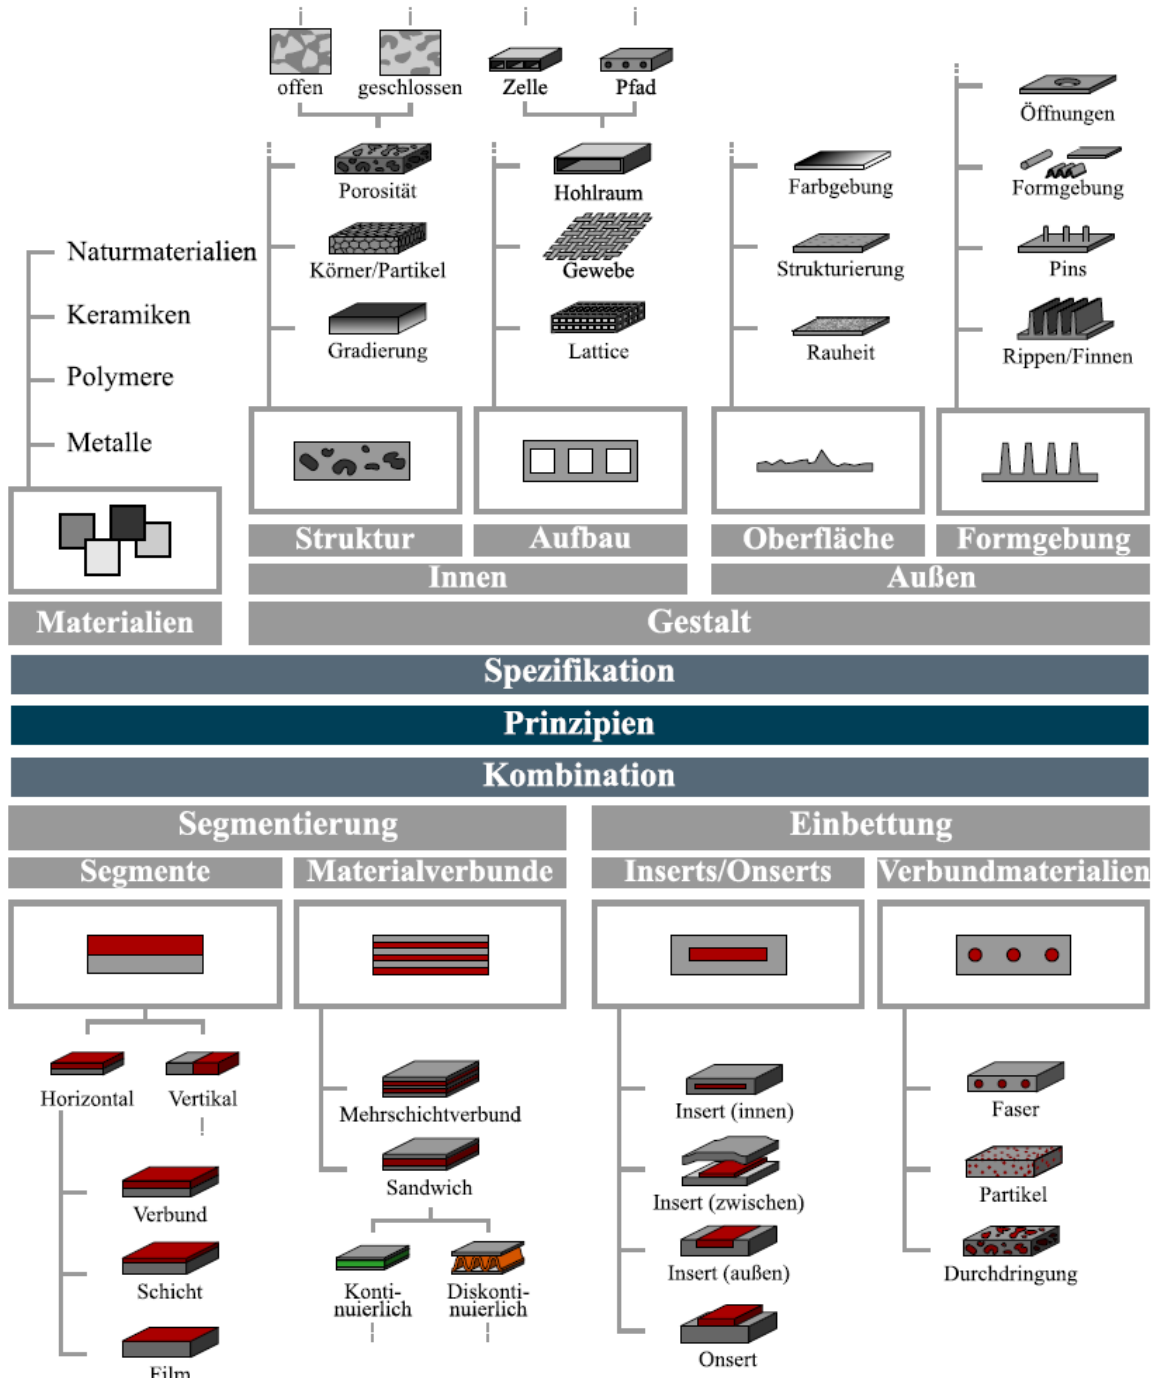 offen
geschlossen
Zelle
Pfad
Porosität
Hohlraum
Farbgebung
Öffnungen
Formgebung
Naturmaterialien
Körner/Partikel
Gewebe
Strukturierung
Pins
Keramiken
Gradierung
Lattice
Rauheit
Rippen/Finnen
Polymere
Metalle
Struktur
Aufbau
Oberfläche
Formgebung
Innen
Außen
Materialien
Gestalt
Spezifikation
Prinzipien
Kombination
Segmentierung
Einbettung
Segmente
Materialverbunde
Inserts/Onserts
Verbundmaterialien
Horizontal
Vertikal
Mehrschichtverbund
Insert (innen)
Faser
Verbund
Sandwich
Insert (zwischen)
Partikel
Schicht
Konti-
nuierlich
Diskonti-
nuierlich
Insert (außen)
Durchdringung
Film
Onsert